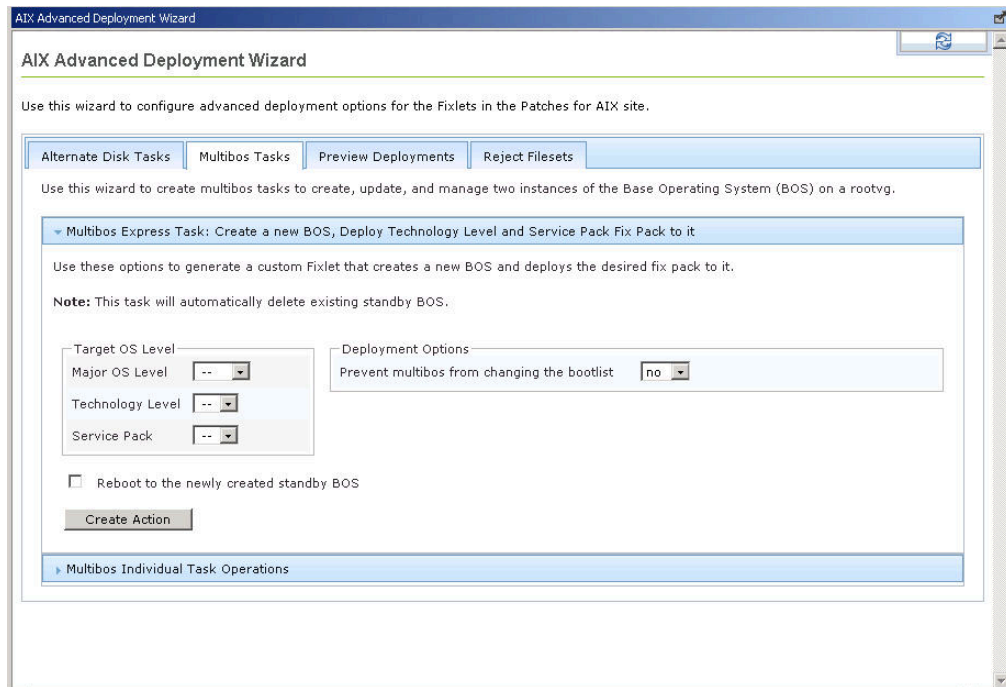 AIX Advanced Deployment Wizard
AIX Advanced Deployment Wizard
Use this wizard to configure advanced deployment options for the Fixlets in the Patches for AIX site.
Alternate Disk Tasks Multibos Tasks Preview Deployments Reject Filesets
Use this wizard to create multibos tasks to create, update, and manage two instances of the Base Operating System (BOS) on a rootvg.
Multibos Express Task: Create a new BOS, Deploy Technology Level and Service Pack Fix Pack to it
Use these options to generate a custom Fixlet that creates a new BOS and deploys the desired fix pack to it.
Note: This task will automatically delete existing standby BOS.
Target OS Level
Major OS Level --
Technology Level --
Service Pack --
Deployment Options
Prevent multibos from changing the bootlist no
Reboot to the newly created standby BOS
Create Action
Multibos Individual Task Operations